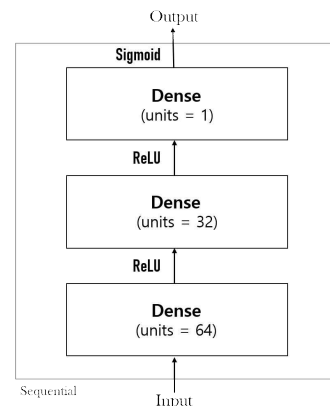 Output
Sigmoid
Dense
(units = 1)
ReLU
Dense
(units = 32)
ReLU
Dense
(units = 64)
Sequential
Input